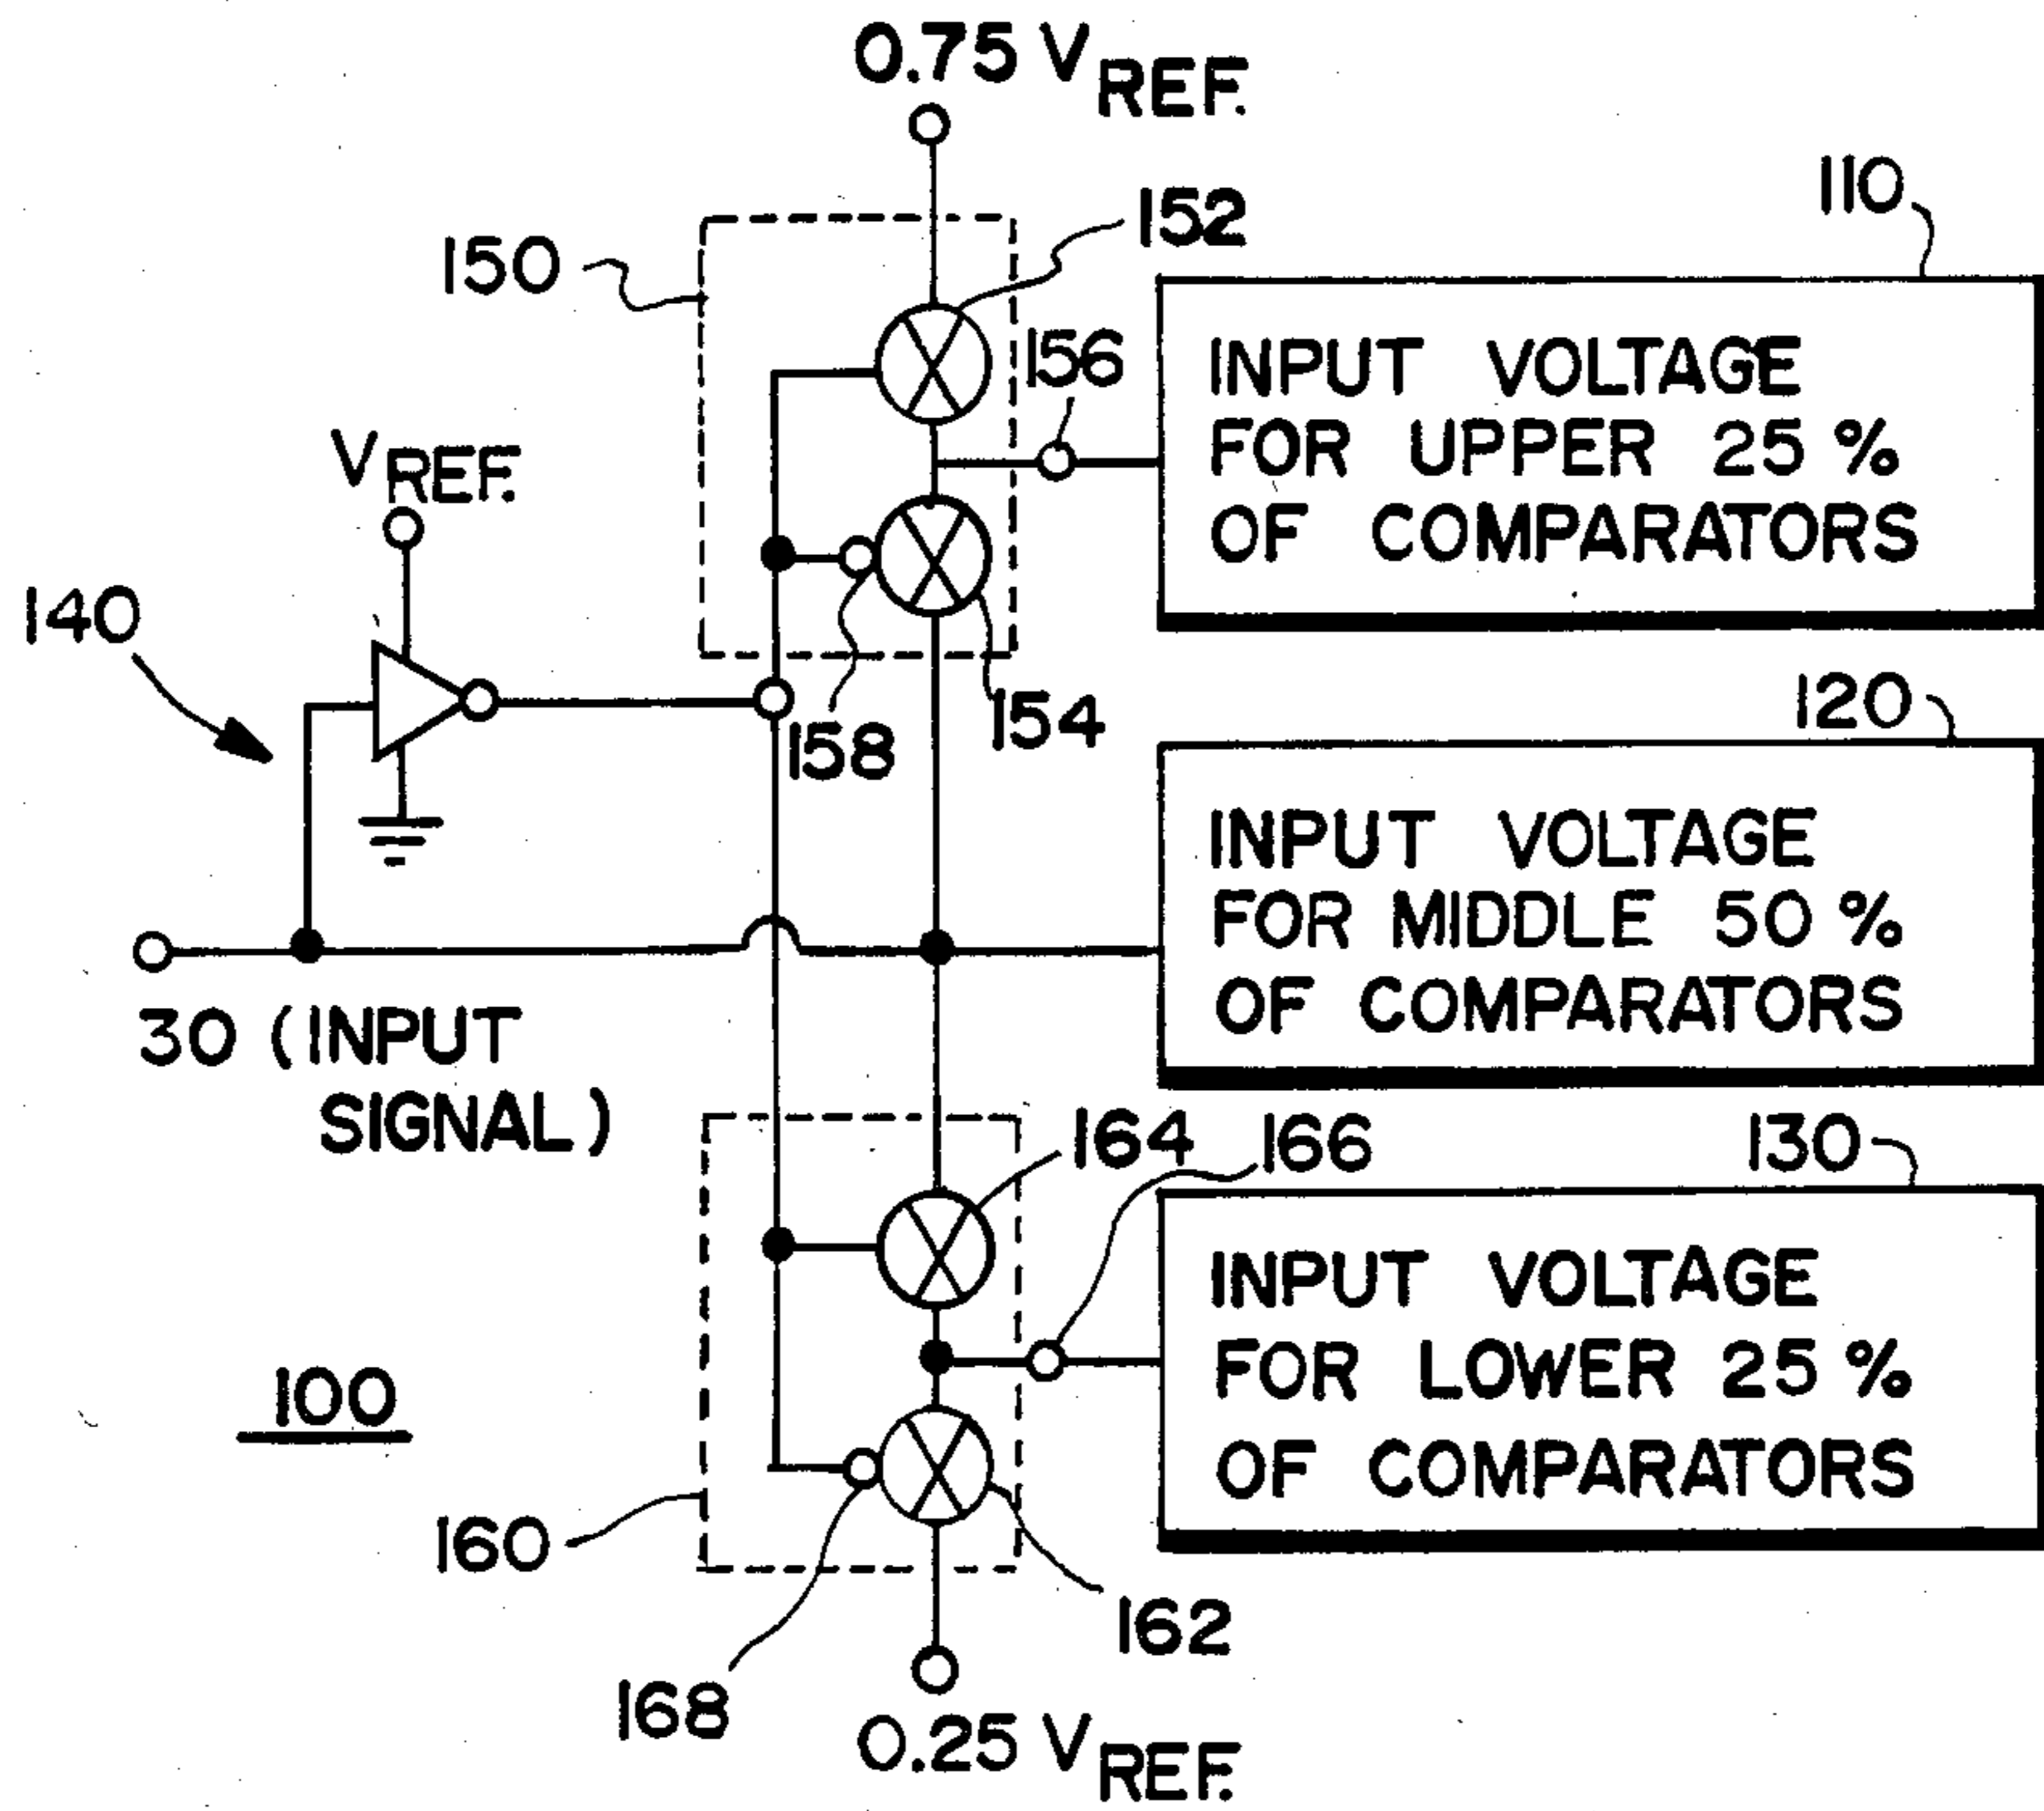 0.75 VREF.
152
110
150
156
INPUT VOLTAGE
FOR UPPER 25 %
OF COMPARATORS
VREF.
140
158
154
120
INPUT VOLTAGE
FOR MIDDLE 50 %
OF COMPARATORS
30 (INPUT
SIGNAL)
164
166
130
INPUT VOLTAGE
FOR LOWER 25 %
OF COMPARATORS
100
160
162
168
0.25 VREF.